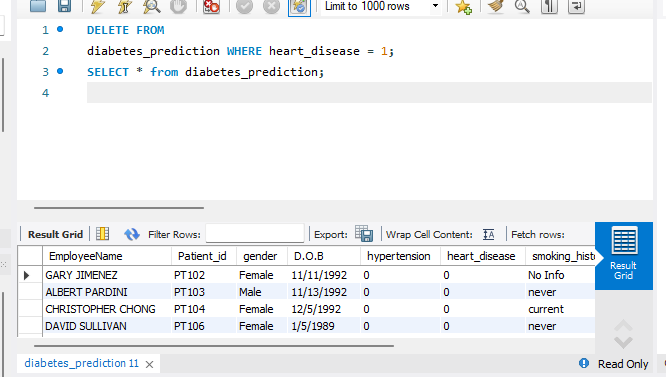 Limit to 1000 rows
1 DELETE FROM
2 diabetes_prediction WHERE heart_disease = 1;
3 SELECT * from diabetes_prediction;
4
Result Grid Filter Rows: Export: Wrap Cell Content: Fetch rows:
EmployeeName Patient_id gender D.O.B hypertension heart_disease smoking_histo
GARY JIMENEZ PT102 Female 11/11/1992 0 0 No Info
ALBERT PARDINI PT103 Male 11/13/1992 0 0 never
CHRISTOPHER CHONG PT104 Female 12/5/1992 0 0 current
DAVID SULLIVAN PT106 Female 1/5/1989 0 0 never
Result
Grid
diabetes_prediction 11
Read Only